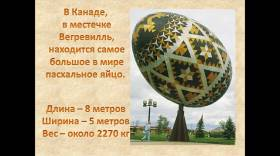 В Канаде,
в местечке
Вегревилль,
находится самое
большое в мире
пасхальное яйцо.
Длина – 8 метров
Ширина – 5 метров
Вес – около 2270 кг